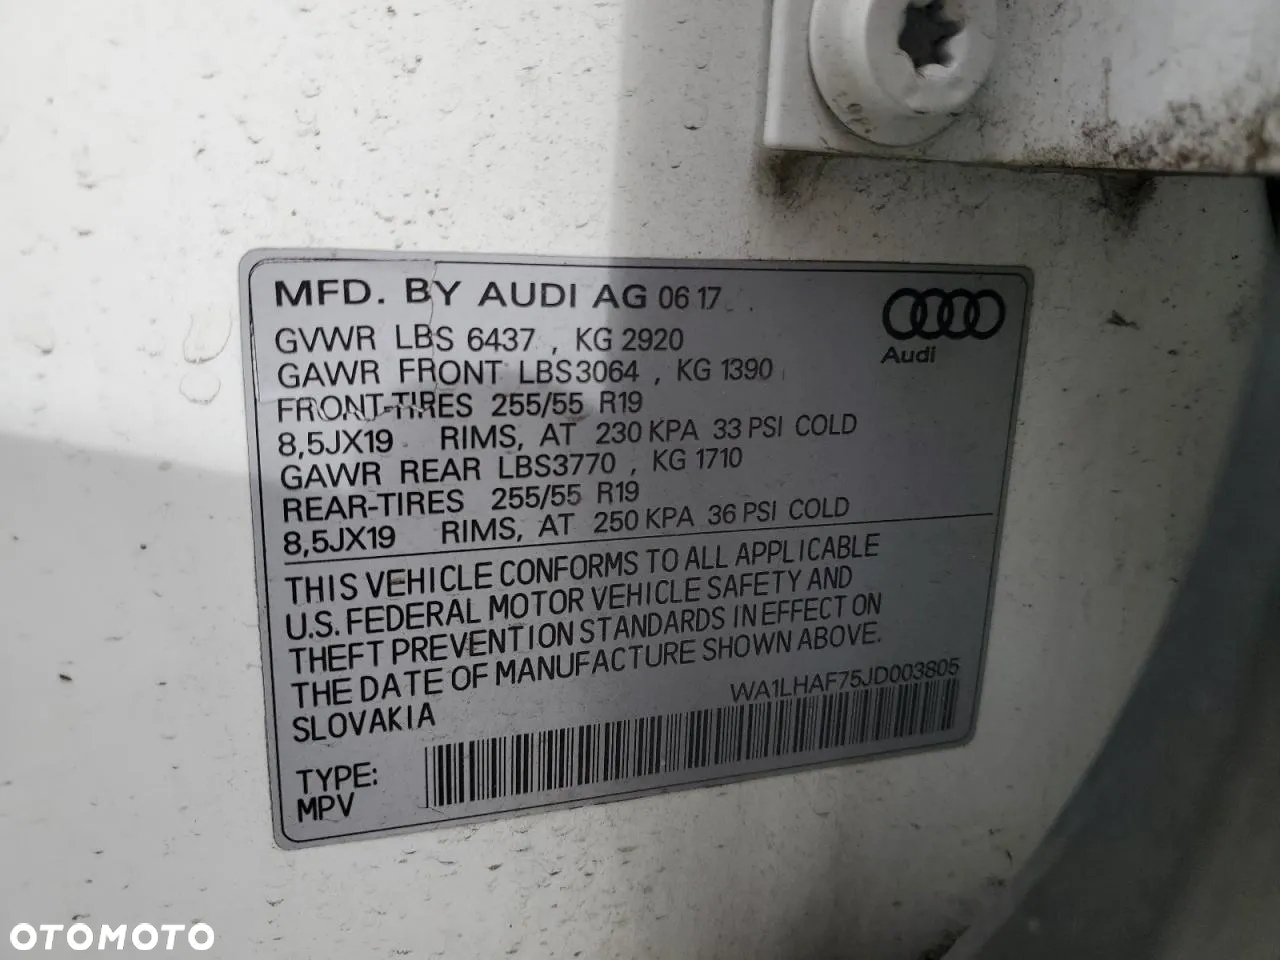 MFD. BY AUDI AG 06 17
GVWR LBS 6437 , KG 2920
GAWR FRONT LBS3064 , KG 1390
FRONT-TIRES 255/55 R19
8,5JX19 RIMS, AT 230 KPA 33 PSI COLD
GAWR REAR LBS3770 , KG 1710
REAR-TIRES 255/55 R19
8,5JX19 RIMS, AT 250 KPA 36 PSI COLD
Audi
THIS VEHICLE CONFORMS TO ALL APPLICABLE
U.S. FEDERAL MOTOR VEHICLE SAFETY AND
THEFT PREVENTION STANDARDS IN EFFECT ON
THE DATE OF MANUFACTURE SHOWN ABOVE.
SLOVAKIA
WA1LHAF75JD003805
TYPE:
MPV
OTOMOTO